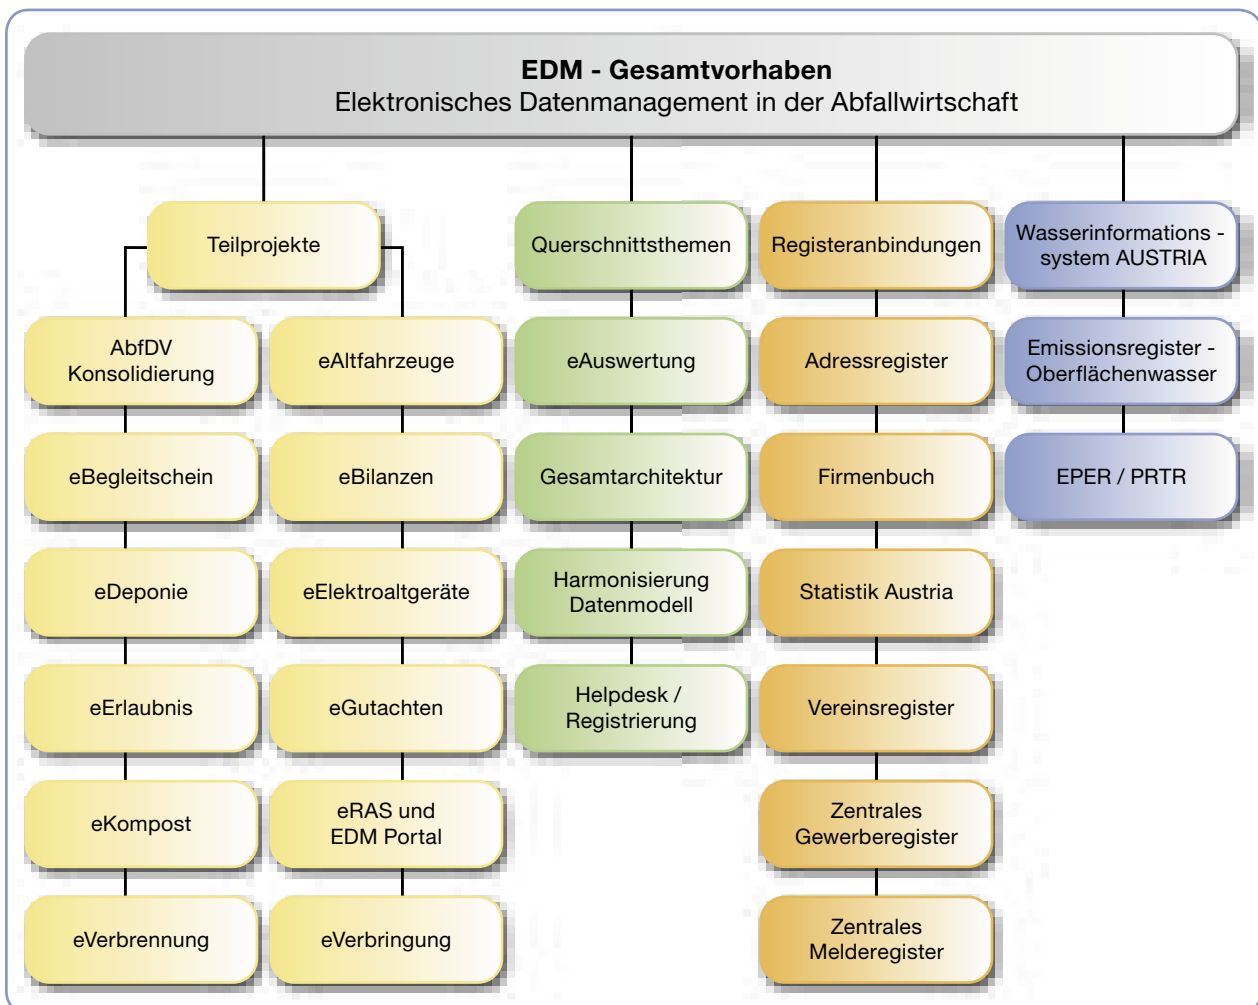 EDM - Gesamtvorhaben
Elektronisches Datenmanagement in der Abfallwirtschaft
Teilprojekte
AbfDV
Konsolidierung
eBegleitschein
eDeponie
eErlaubnis
eKompost
eVerbrennung
eAltfahrzeuge
eBilanzen
eElektroaltgeräte
eGutachten
eRAS und
EDM Portal
eVerbringung
Querschnittsthemen
eAuswertung
Gesamtarchitektur
Harmonisierung
Datenmodell
Helpdesk /
Registrierung
Registeranbindungen
Adressregister
Firmenbuch
Statistik Austria
Vereinsregister
Zentrales
Gewerberegister
Zentrales
Melderegister
Wasserinformations -
system AUSTRIA
Emissionsregister -
Oberflächenwasser
EPER / PRTR